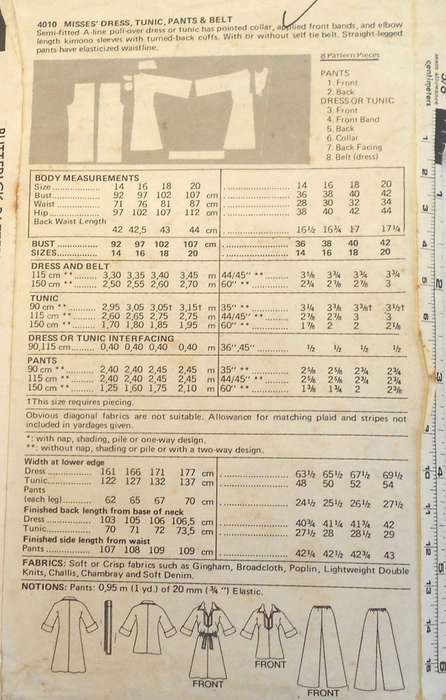 4010 MISSES' DRESS, TUNIC, PANTS & BELT
Semi-fitted A-line pull-over dress or tunic has pointed collar, applied front bands, and elbow
length kimono sleeves with turned-back cuffs. With or without self tie belt. Straight-legged
pants have elasticized waistline.
8 Pattern Pieces
PANTS
1. Front
2. Back
DRESS OR TUNIC
3. Front
4. Front Band
5. Back
6. Collar
7. Back Facing
8. Belt (dress)
BODY MEASUREMENTS
Size 14 16 18 20 14 16 18 20
Bust 92 97 102 107 cm 36 38 40 42
Waist 71 76 81 87 cm 28 30 32 34
Hip 97 102 107 112 cm 38 40 42 44
Back Waist Length
42 42,5 43 44 cm 16½ 16¾ 17 17¼
BUST 92 97 102 107 cm 36 38 40 42
SIZES 14 16 18 20 14 16 18 20
DRESS AND BELT
115 cm ** 3,30 3,35 3,40 3,45 m 44/45" ** 3⅝ 3¾ 3¾ 3¾
150 cm ** 2,50 2,55 2,60 2,70 m 60" ** 2¾ 2⅞ 2⅞ 3
TUNIC
90 cm ** 2,95 3,05 3,05† 3,15† m 35" ** 3¼ 3⅜ 3⅜† 3½†
115 cm ** 2,60 2,65 2,75 2,75 m 44/45" ** 2⅞ 2⅞ 3 3
150 cm ** 1,70 1,80 1,85 1,95 m 60" ** 1⅞ 2 2 2⅛
DRESS OR TUNIC INTERFACING
90,115 cm 0,40 0,40 0,40 0,40 m 36",45" ½ ½ ½ ½
PANTS
90 cm ** 2,40 2,40 2,45 2,45 m 35" ** 2⅝ 2⅝ 2¾ 2¾
115 cm ** 2,40 2,40 2,45 2,45 m 44/45" ** 2⅝ 2⅝ 2¾ 2¾
150 cm ** 1,25 1,60 1,75 2,10 m 60" ** 1⅜ 1¾ 2 2⅜
†This size requires piecing.
Obvious diagonal fabrics are not suitable. Allowance for matching plaid and stripes not
included in yardages given.
*: with nap, shading, pile or one-way design.
**: without nap, shading or pile or with a two-way design.
Width at lower edge
Dress 161 166 171 177 cm 63½ 65½ 67½ 69½
Tunic 122 127 132 137 cm 48 50 52 54
Pants
(each leg) 62 65 67 70 cm 24½ 25½ 26½ 27½
Finished back length from base of neck
Dress 103 105 106 106,5 cm 40¾ 41¼ 41¾ 42
Tunic 70 71 72 73,5 cm 27½ 28 28½ 29
Finished side length from waist
Pants 107 108 109 109 cm 42¼ 42½ 42¾ 43
FABRICS: Soft or Crisp fabrics such as Gingham, Broadcloth, Poplin, Lightweight Double
Knits, Challis, Chambray and Soft Denim.
NOTIONS: Pants: 0,95 m (1 yd.) of 20 mm (¾ ") Elastic.
FRONT
FRONT
FRONT
centimeters